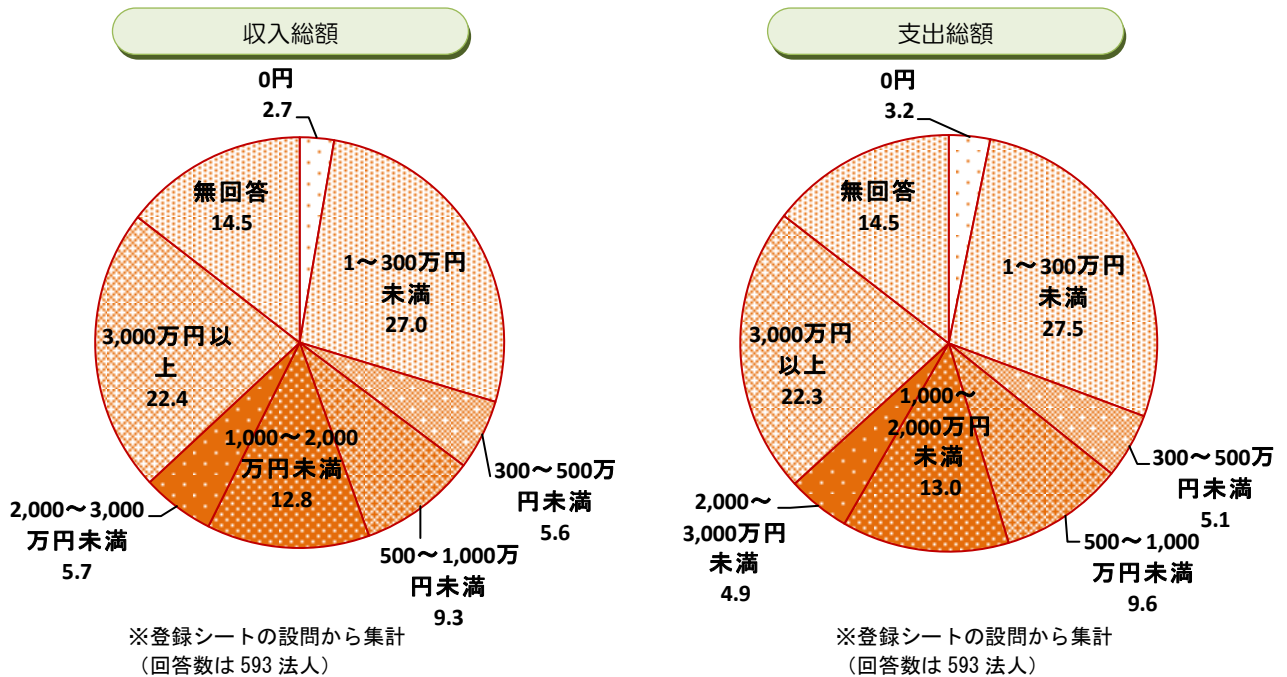 収入総額
0円
2.7
1～300万円
未満
27.0
300～500万
円未満
5.6
500～1,000万
円未満
9.3
1,000～2,000
万円未満
12.8
2,000～3,000
万円未満
5.7
3,000万円以
上
22.4
無回答
14.5
※登録シートの設問から集計
（回答数は 593 法人）
支出総額
0円
3.2
1～300万円
未満
27.5
300～500万
円未満
5.1
500～1,000
万円未満
9.6
1,000～
2,000万円
未満
13.0
2,000～
3,000万円
未満
4.9
3,000万円
以上
22.3
無回答
14.5
※登録シートの設問から集計
（回答数は 593 法人）